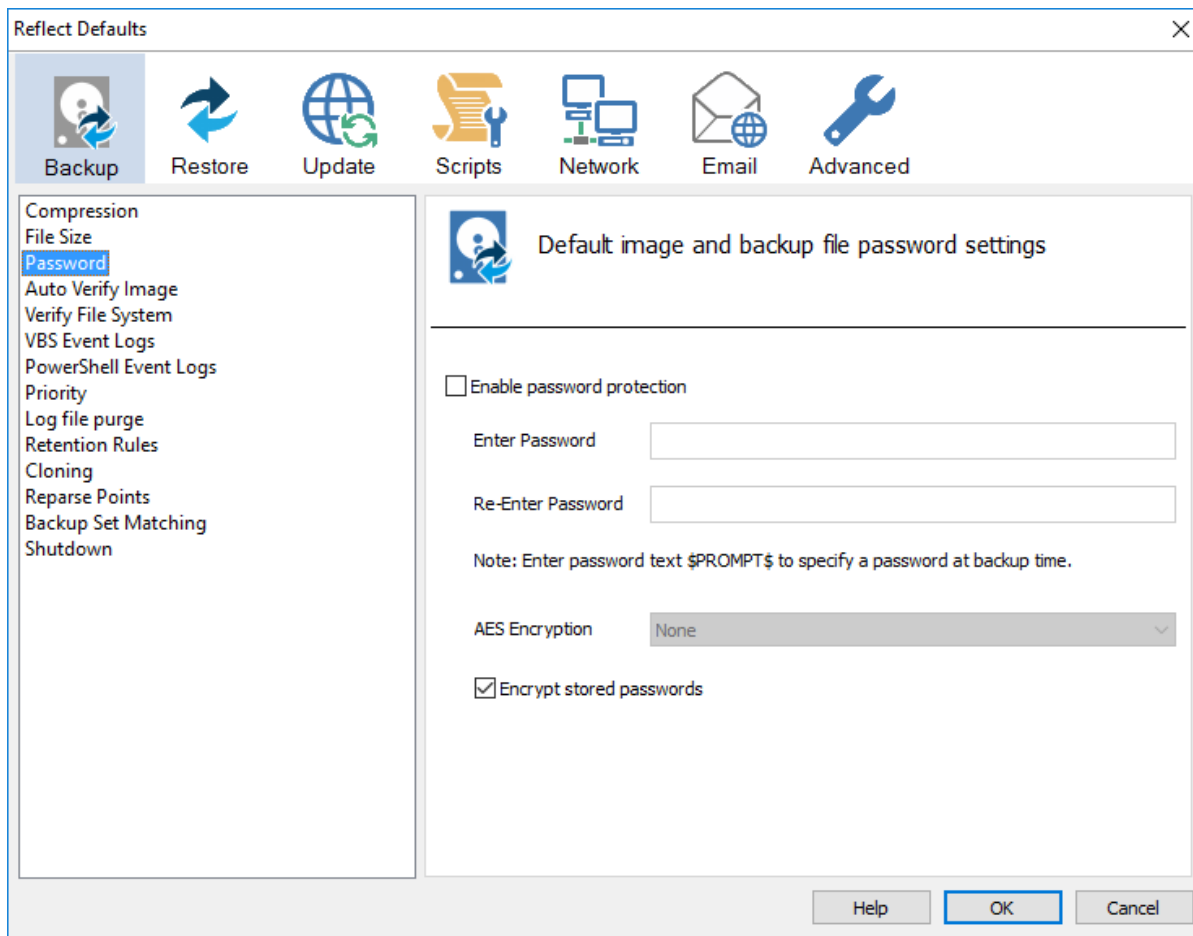 Reflect Defaults
Backup Restore Update Scripts Network Email Advanced
Compression
File Size
Password
Auto Verify Image
Verify File System
VBS Event Logs
PowerShell Event Logs
Priority
Log file purge
Retention Rules
Cloning
Reparse Points
Backup Set Matching
Shutdown
Default image and backup file password settings
Enable password protection
Enter Password
Re-Enter Password
Note: Enter password text $PROMPT$ to specify a password at backup time.
AES Encryption None
Encrypt stored passwords
Help OK Cancel